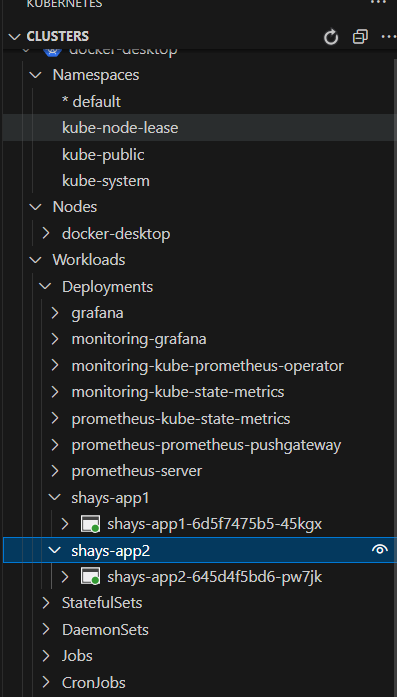 KUBERNETES
CLUSTERS
docker-desktop
Namespaces
* default
kube-node-lease
kube-public
kube-system
Nodes
docker-desktop
Workloads
Deployments
grafana
monitoring-grafana
monitoring-kube-prometheus-operator
monitoring-kube-state-metrics
prometheus-kube-state-metrics
prometheus-prometheus-pushgateway
prometheus-server
shays-app1
shays-app1-6d5f7475b5-45kgx
shays-app2
shays-app2-645d4f5bd6-pw7jk
StatefulSets
DaemonSets
Jobs
CronJobs